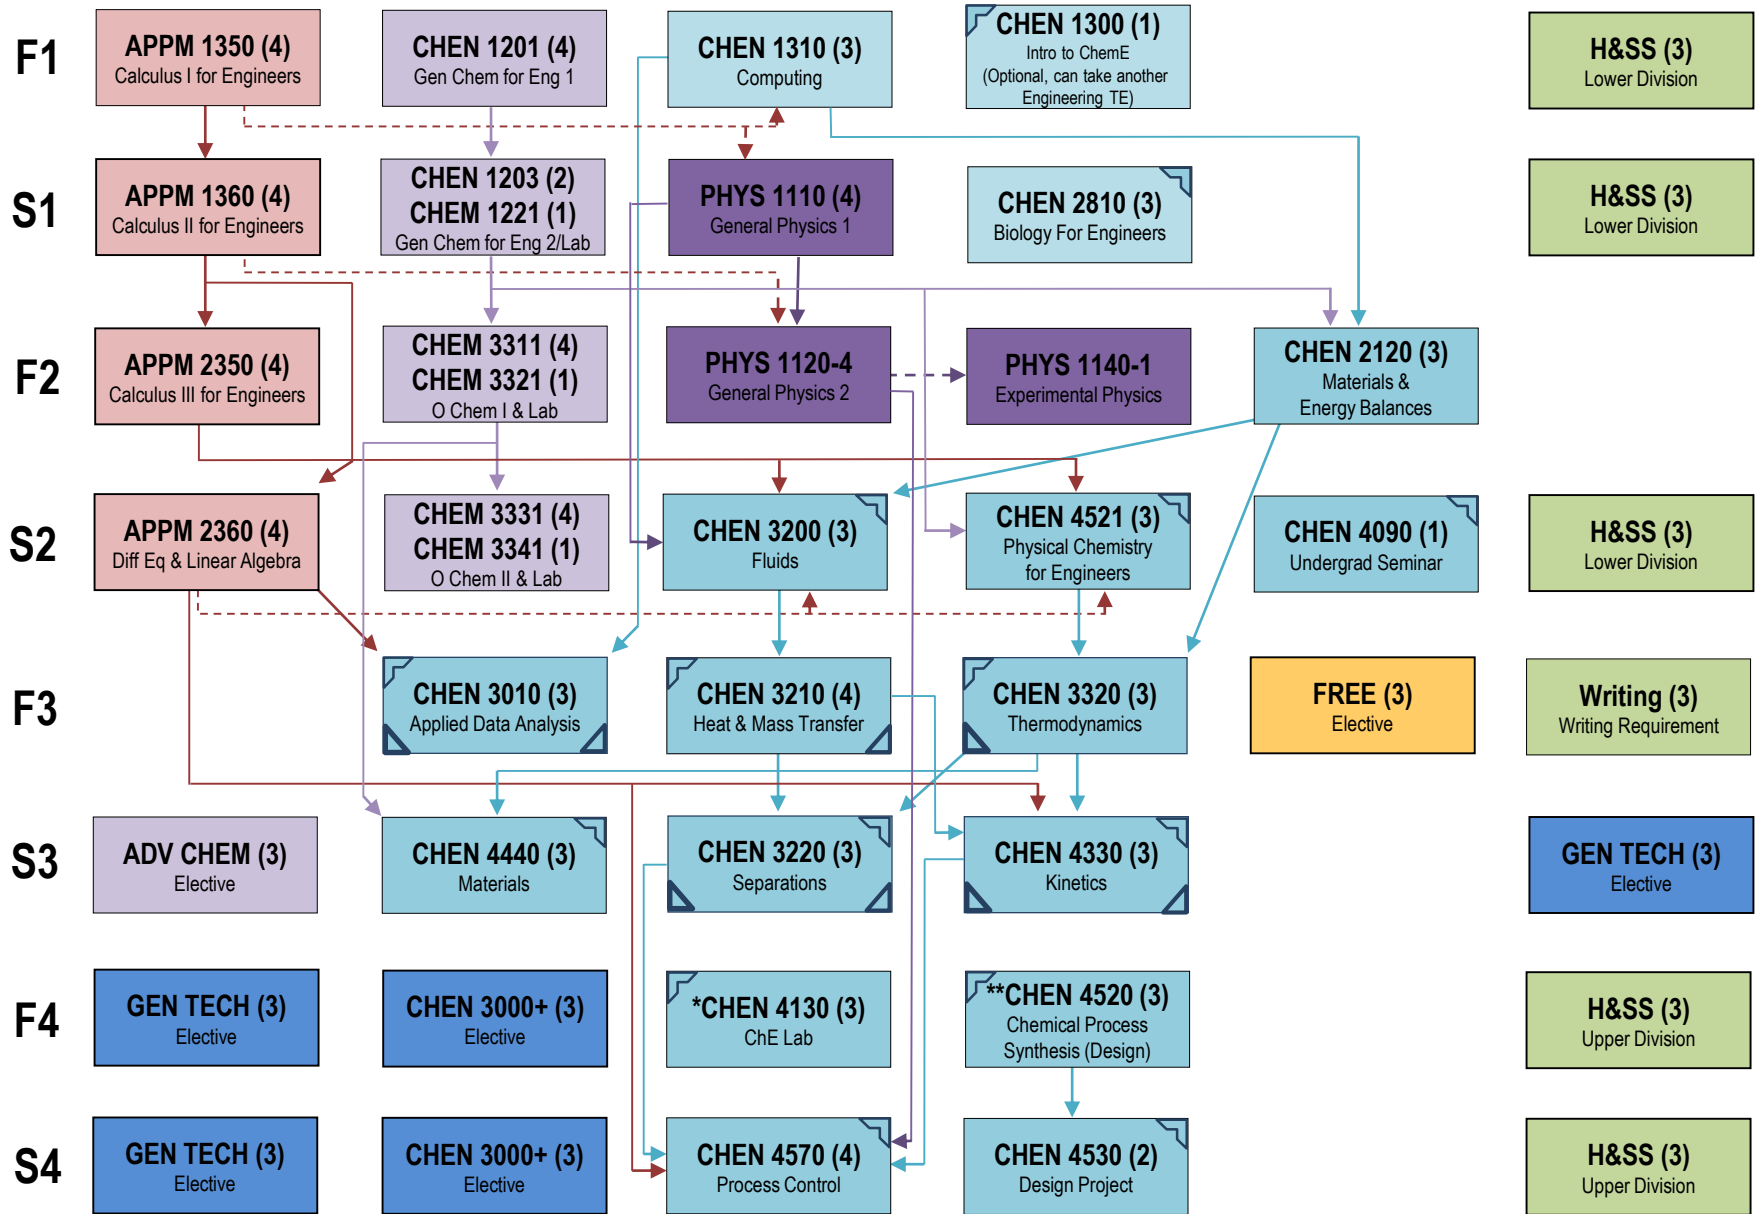 F1
APPM 1350 (4)
Calculus I for Engineers
CHEN 1201 (4)
Gen Chem for Eng 1
CHEN 1310 (3)
Computing
CHEN 1300 (1)
Intro to ChemE
(Optional, can take another
Engineering TE)
H&SS (3)
Lower Division
S1
APPM 1360 (4)
Calculus II for Engineers
CHEN 1203 (2)
CHEM 1221 (1)
Gen Chem for Eng 2/Lab
PHYS 1110 (4)
General Physics 1
CHEN 2810 (3)
Biology For Engineers
H&SS (3)
Lower Division
F2
APPM 2350 (4)
Calculus III for Engineers
CHEM 3311 (4)
CHEM 3321 (1)
O Chem I & Lab
PHYS 1120-4
General Physics 2
PHYS 1140-1
Experimental Physics
CHEN 2120 (3)
Materials &
Energy Balances
S2
APPM 2360 (4)
Diff Eq & Linear Algebra
CHEM 3331 (4)
CHEM 3341 (1)
O Chem II & Lab
CHEN 3200 (3)
Fluids
CHEN 4521 (3)
Physical Chemistry
for Engineers
CHEN 4090 (1)
Undergrad Seminar
H&SS (3)
Lower Division
F3
CHEN 3010 (3)
Applied Data Analysis
CHEN 3210 (4)
Heat & Mass Transfer
CHEN 3320 (3)
Thermodynamics
FREE (3)
Elective
Writing (3)
Writing Requirement
S3
ADV CHEM (3)
Elective
CHEN 4440 (3)
Materials
CHEN 3220 (3)
Separations
CHEN 4330 (3)
Kinetics
GEN TECH (3)
Elective
F4
GEN TECH (3)
Elective
CHEN 3000+ (3)
Elective
*CHEN 4130 (3)
ChE Lab
**CHEN 4520 (3)
Chemical Process
Synthesis (Design)
H&SS (3)
Upper Division
S4
GEN TECH (3)
Elective
CHEN 3000+ (3)
Elective
CHEN 4570 (4)
Process Control
CHEN 4530 (2)
Design Project
H&SS (3)
Upper Division